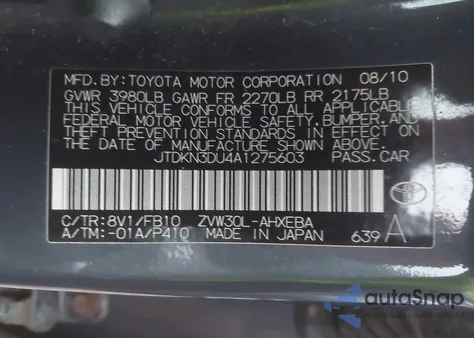 MFD. BY: TOYOTA MOTOR CORPORATION 08/10
GVWR 3980LB GAWR FR 2270LB RR 2175LB
THIS VEHICLE CONFORMS TO ALL APPLICABLE
FEDERAL MOTOR VEHICLE SAFETY, BUMPER, AND
THEFT PREVENTION STANDARDS IN EFFECT ON
THE DATE OF MANUFACTURE SHOWN ABOVE.
JTDKN3DU4A1275603 PASS. CAR
C/TR: 8V1/FB10 ZVW30L-AHXEBA
A/TM: -01A/P410 MADE IN JAPAN 639 A
autoSnap